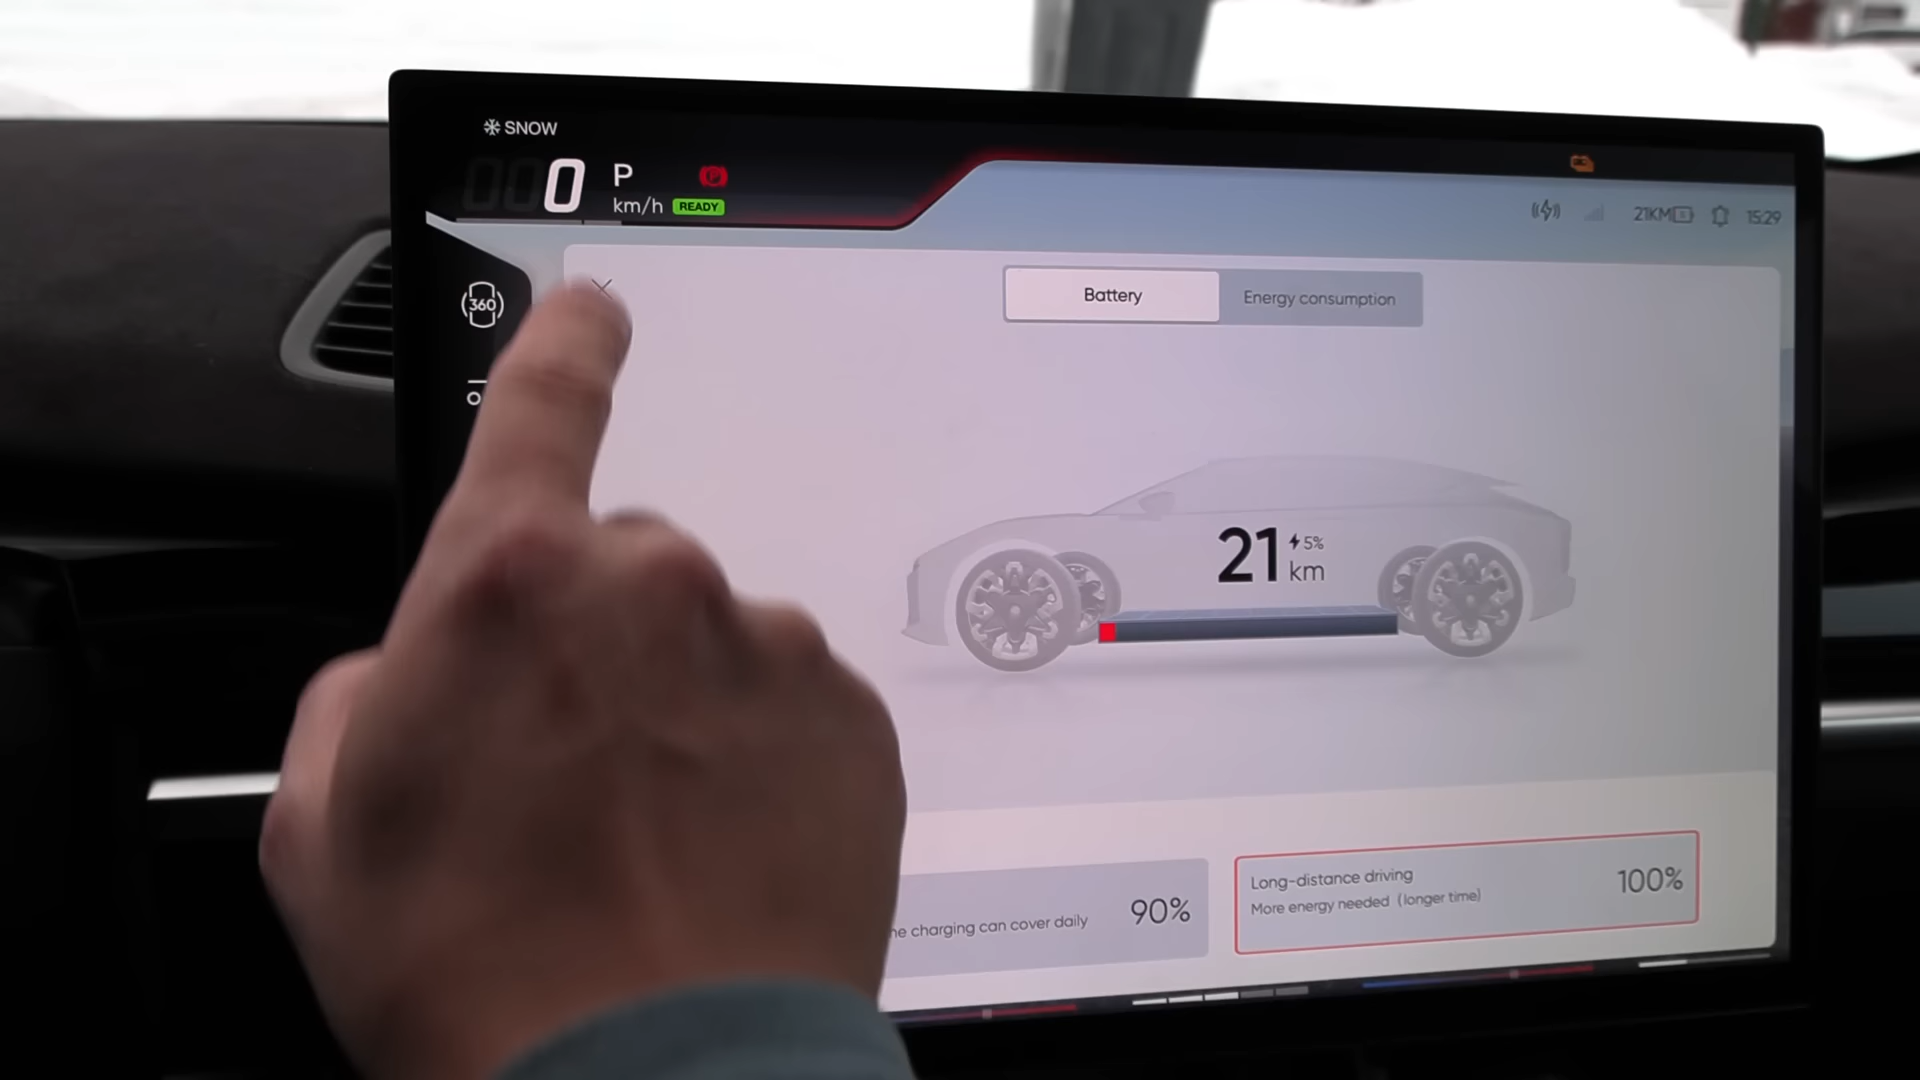 SNOW
0
P
km/h
READY
21KM
15:29
360
Battery
Energy consumption
21
5%
km
charging can cover daily
90%
Long-distance driving
More energy needed (longer time)
100%